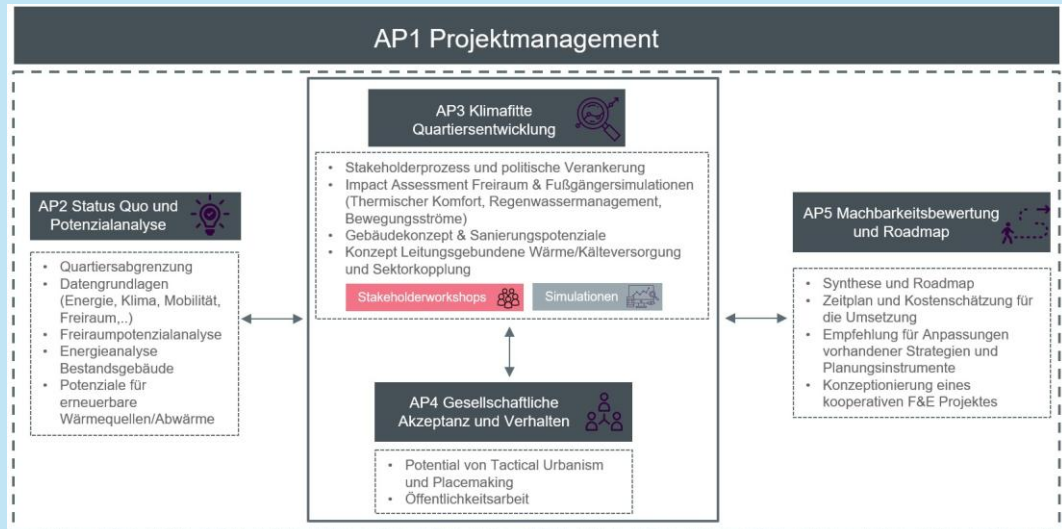 AP1 Projektmanagement
AP3 Klimafitte
Quartiersentwicklung
• Stakeholderprozess und politische Verankerung
• Impact Assessment Freiraum & Fußgängersimulationen
(Thermischer Komfort, Regenwassermanagement,
Bewegungsströme)
• Gebäudekonzept & Sanierungspotenziale
• Konzept Leitungsgebundene Wärme/Kälteversorgung
und Sektorkopplung
Stakeholderworkshops
Simulationen
AP2 Status Quo und
Potenzialanalyse
• Quartiersabgrenzung
• Datengrundlagen
(Energie, Klima, Mobilität,
Freiraum,..)
• Freiraumpotenzialanalyse
• Energieanalyse
Bestandsgebäude
• Potenziale für
erneuerbare
Wärmequellen/Abwärme
AP4 Gesellschaftliche
Akzeptanz und Verhalten
• Potential von Tactical Urbanism
und Placemaking
• Öffentlichkeitsarbeit
AP5 Machbarkeitsbewertung
und Roadmap
• Synthese und Roadmap
• Zeitplan und Kostenschätzung für
die Umsetzung
• Empfehlung für Anpassungen
vorhandener Strategien und
Planungsinstrumente
• Konzeptionierung eines
kooperativen F&E Projektes